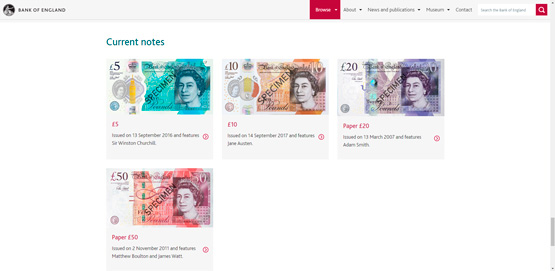 BANK OF ENGLAND
Browse About News and publications Museum Contact Search the Bank of England
Current notes
£5 SPECIMEN
£10 SPECIMEN
£20 SPECIMEN
£5
Issued on 13 September 2016 and features
Sir Winston Churchill.
£10
Issued on 14 September 2017 and features
Jane Austen.
Paper £20
Issued on 13 March 2007 and features
Adam Smith.
£50 SPECIMEN
Paper £50
Issued on 2 November 2011 and features
Matthew Boulton and James Watt.